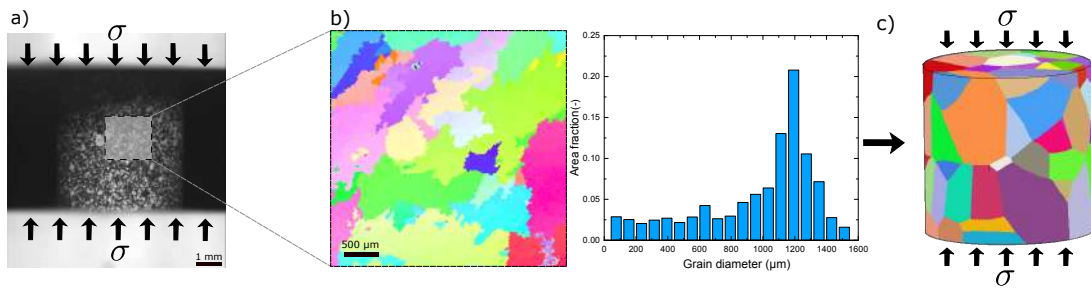 a)
σ
σ
1 mm
b)
500 μm
Area fraction(-)
0.25
0.20
0.15
0.10
0.05
0.00
0 200 400 600 800 1000 1200 1400 1600
Grain diameter (μm)
c)
σ
σ